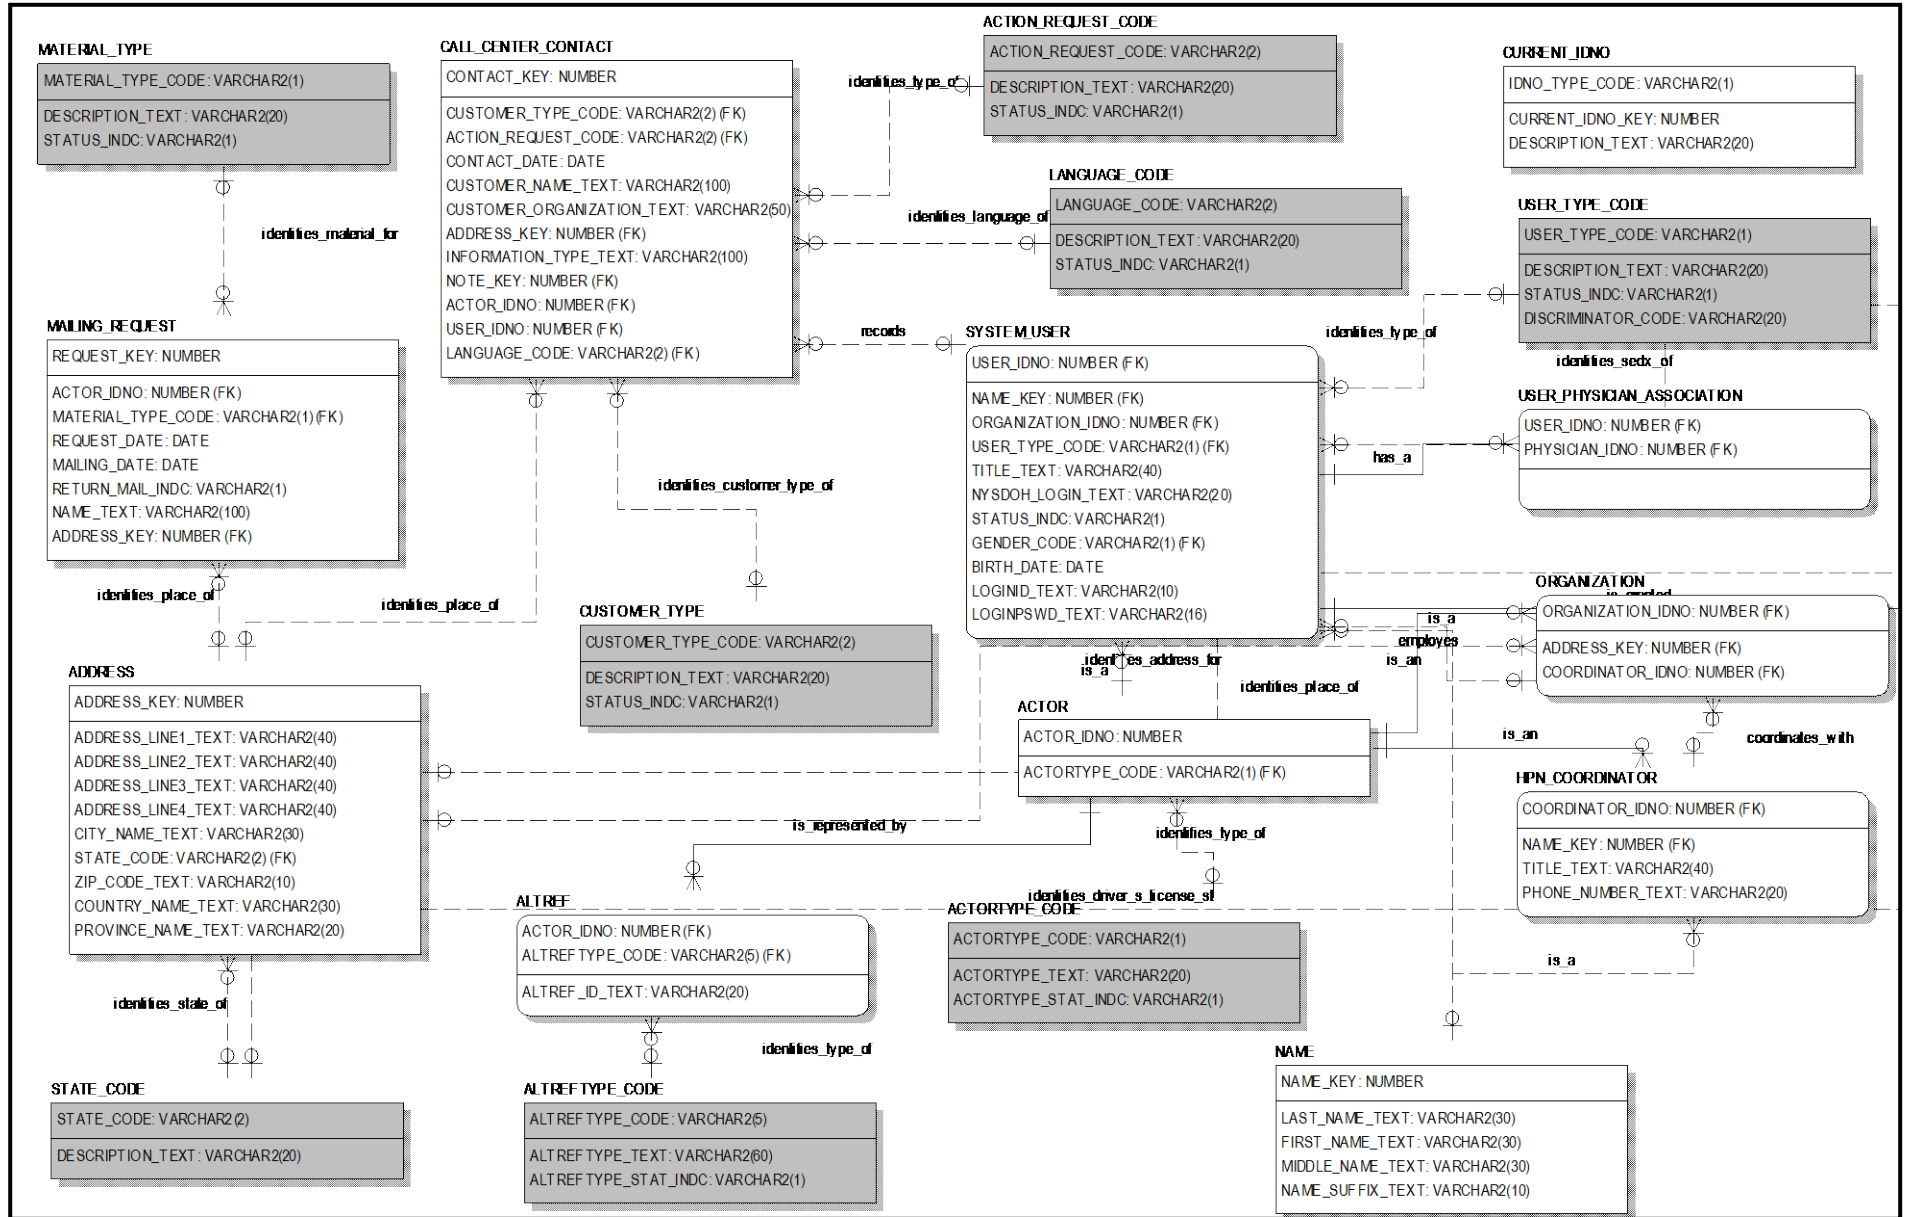 MATERIAL_TYPE
MATERIAL_TYPE_CODE: VARCHAR2(1)
DESCRIPTION_TEXT: VARCHAR2(20)
STATUS_INDC: VARCHAR2(1)
identifies_material_for
MAILING_REQUEST
REQUEST_KEY: NUMBER
ACTOR_IDNO: NUMBER (FK)
MATERIAL_TYPE_CODE: VARCHAR2(1) (FK)
REQUEST_DATE: DATE
MAILING_DATE: DATE
RETURN_MAIL_INDC: VARCHAR2(1)
NAME_TEXT: VARCHAR2(100)
ADDRESS_KEY: NUMBER (FK)
identifies_place_of
identifies_place_of
ADDRESS
ADDRESS_KEY: NUMBER
ADDRESS_LINE1_TEXT: VARCHAR2(40)
ADDRESS_LINE2_TEXT: VARCHAR2(40)
ADDRESS_LINE3_TEXT: VARCHAR2(40)
ADDRESS_LINE4_TEXT: VARCHAR2(40)
CITY_NAME_TEXT: VARCHAR2(30)
STATE_CODE: VARCHAR2(2) (FK)
ZIP_CODE_TEXT: VARCHAR2(10)
COUNTRY_NAME_TEXT: VARCHAR2(30)
PROVINCE_NAME_TEXT: VARCHAR2(20)
identifies_state_of
STATE_CODE
STATE_CODE: VARCHAR2(2)
DESCRIPTION_TEXT: VARCHAR2(20)
CALL_CENTER_CONTACT
CONTACT_KEY: NUMBER
CUSTOMER_TYPE_CODE: VARCHAR2(2) (FK)
ACTION_REQUEST_CODE: VARCHAR2(2) (FK)
CONTACT_DATE: DATE
CUSTOMER_NAME_TEXT: VARCHAR2(100)
CUSTOMER_ORGANIZATION_TEXT: VARCHAR2(50)
ADDRESS_KEY: NUMBER (FK)
INFORMATION_TYPE_TEXT: VARCHAR2(100)
NOTE_KEY: NUMBER (FK)
ACTOR_IDNO: NUMBER (FK)
USER_IDNO: NUMBER (FK)
LANGUAGE_CODE: VARCHAR2(2) (FK)
identifies_customer_type_of
CUSTOMER_TYPE
CUSTOMER_TYPE_CODE: VARCHAR2(2)
DESCRIPTION_TEXT: VARCHAR2(20)
STATUS_INDC: VARCHAR2(1)
is_represented_by
ALTREF
ACTOR_IDNO: NUMBER (FK)
ALTREFTYPE_CODE: VARCHAR2(5) (FK)
ALTREF_ID_TEXT: VARCHAR2(20)
identifies_type_of
ALTREFTYPE_CODE
ALTREFTYPE_CODE: VARCHAR2(5)
ALTREFTYPE_TEXT: VARCHAR2(60)
ALTREFTYPE_STAT_INDC: VARCHAR2(1)
ACTION_REQUEST_CODE
ACTION_REQUEST_CODE: VARCHAR2(2)
DESCRIPTION_TEXT: VARCHAR2(20)
STATUS_INDC: VARCHAR2(1)
identifies_type_of
LANGUAGE_CODE
LANGUAGE_CODE: VARCHAR2(2)
DESCRIPTION_TEXT: VARCHAR2(20)
STATUS_INDC: VARCHAR2(1)
identifies_language_of
records
SYSTEM_USER
USER_IDNO: NUMBER (FK)
NAME_KEY: NUMBER (FK)
ORGANIZATION_IDNO: NUMBER (FK)
USER_TYPE_CODE: VARCHAR2(1) (FK)
TITLE_TEXT: VARCHAR2(40)
NYSDOH_LOGIN_TEXT: VARCHAR2(20)
STATUS_INDC: VARCHAR2(1)
GENDER_CODE: VARCHAR2(1) (FK)
BIRTH_DATE: DATE
LOGINID_TEXT: VARCHAR2(10)
LOGINPSWD_TEXT: VARCHAR2(16)
identifies_address_for
is_a
identifies_place_of
ACTOR
ACTOR_IDNO: NUMBER
ACTORTYPE_CODE: VARCHAR2(1) (FK)
identifies_type_of
identifies_driver_s_license_st
ACTORTYPE_CODE
ACTORTYPE_CODE: VARCHAR2(1)
ACTORTYPE_TEXT: VARCHAR2(20)
ACTORTYPE_STAT_INDC: VARCHAR2(1)
CURRENT_IDNO
IDNO_TYPE_CODE: VARCHAR2(1)
CURRENT_IDNO_KEY: NUMBER
DESCRIPTION_TEXT: VARCHAR2(20)
USER_TYPE_CODE
USER_TYPE_CODE: VARCHAR2(1)
DESCRIPTION_TEXT: VARCHAR2(20)
STATUS_INDC: VARCHAR2(1)
DISCRIMINATOR_CODE: VARCHAR2(20)
identifies_type_of
identifies_sedx_of
USER_PHYSICIAN_ASSOCIATION
USER_IDNO: NUMBER (FK)
PHYSICIAN_IDNO: NUMBER (FK)
has_a
ORGANIZATION
ORGANIZATION_IDNO: NUMBER (FK)
ADDRESS_KEY: NUMBER (FK)
COORDINATOR_IDNO: NUMBER (FK)
is_a
employes
is_an
is_an
coordinates_with
HPN_COORDINATOR
COORDINATOR_IDNO: NUMBER (FK)
NAME_KEY: NUMBER (FK)
TITLE_TEXT: VARCHAR2(40)
PHONE_NUMBER_TEXT: VARCHAR2(20)
is_a
NAME
NAME_KEY: NUMBER
LAST_NAME_TEXT: VARCHAR2(30)
FIRST_NAME_TEXT: VARCHAR2(30)
MIDDLE_NAME_TEXT: VARCHAR2(30)
NAME_SUFFIX_TEXT: VARCHAR2(10)